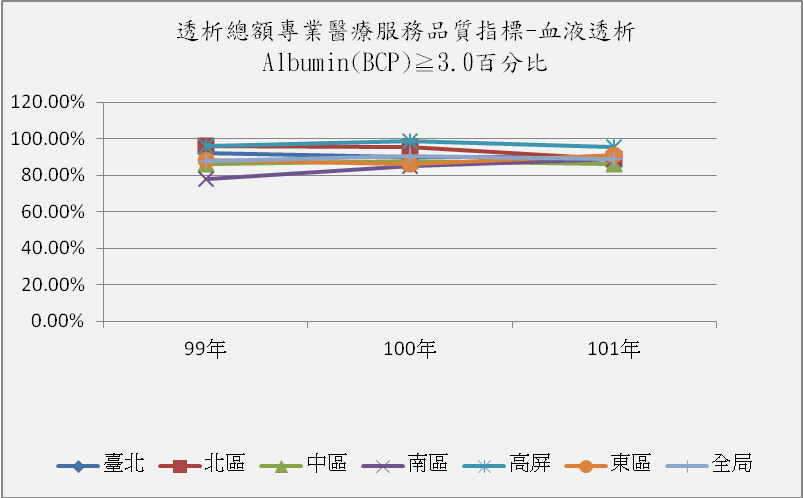 透析總額專業醫療服務品質指標-血液透析
Albumin(BCP)≧3.0百分比
120.00%
100.00%
80.00%
60.00%
40.00%
20.00%
0.00%
99年 100年 101年
臺北 北區 中區 南區 高屏 東區 全局